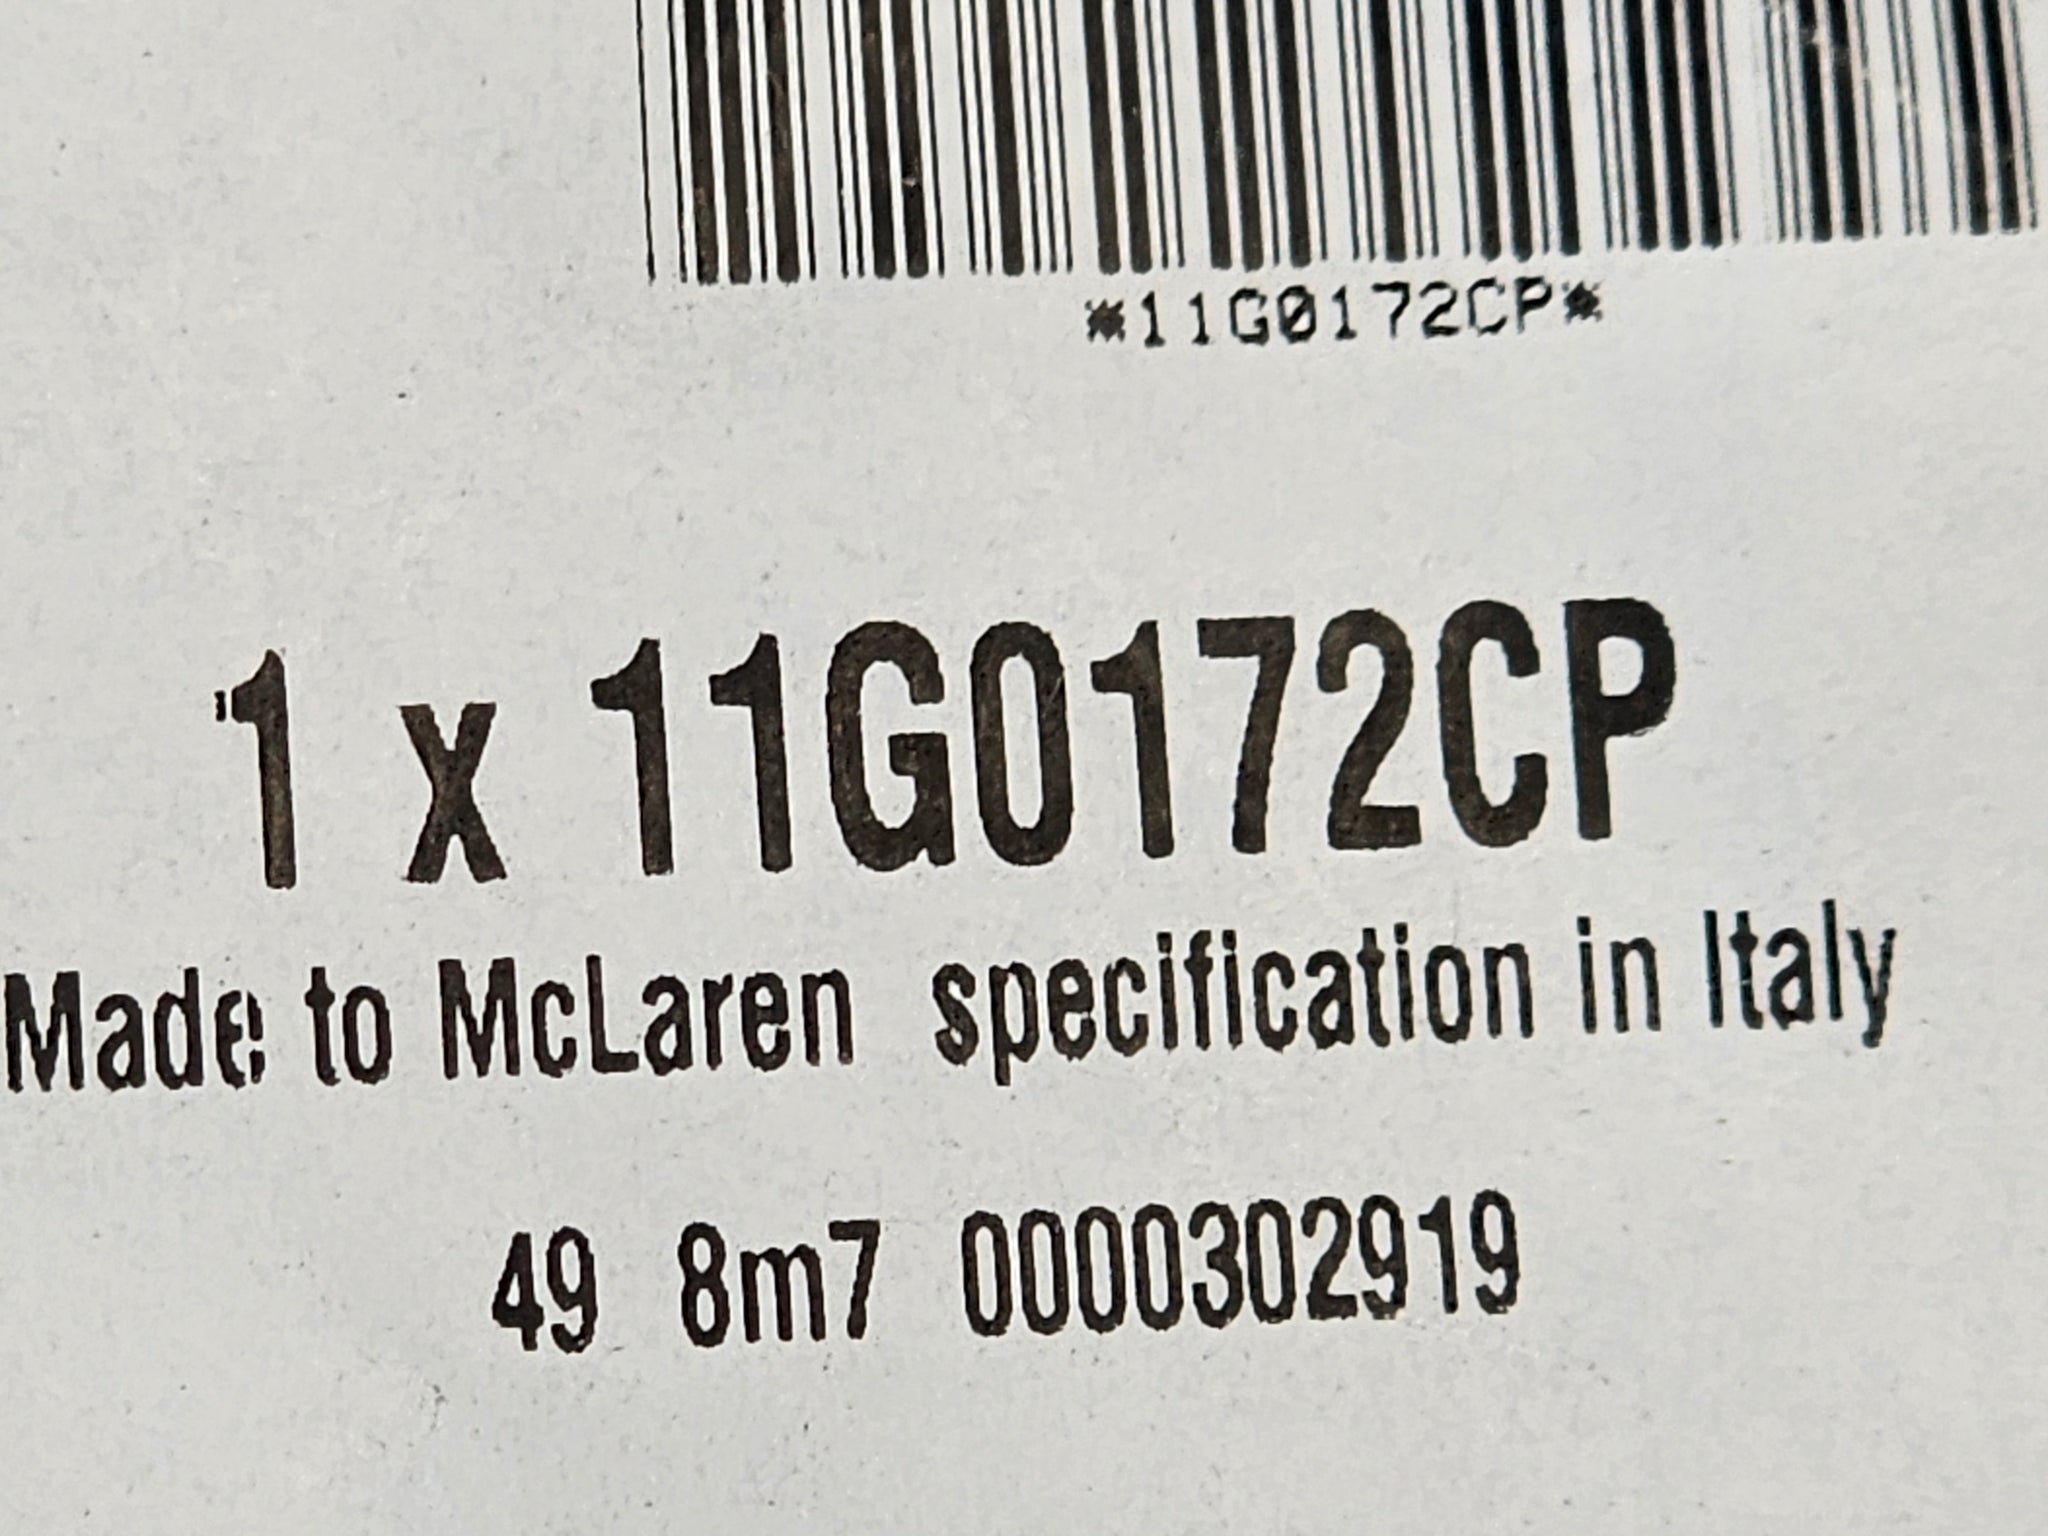 *11G0172CP*
1 x 11G0172CP
Made to McLaren specification in Italy
49 8m7 0000302919